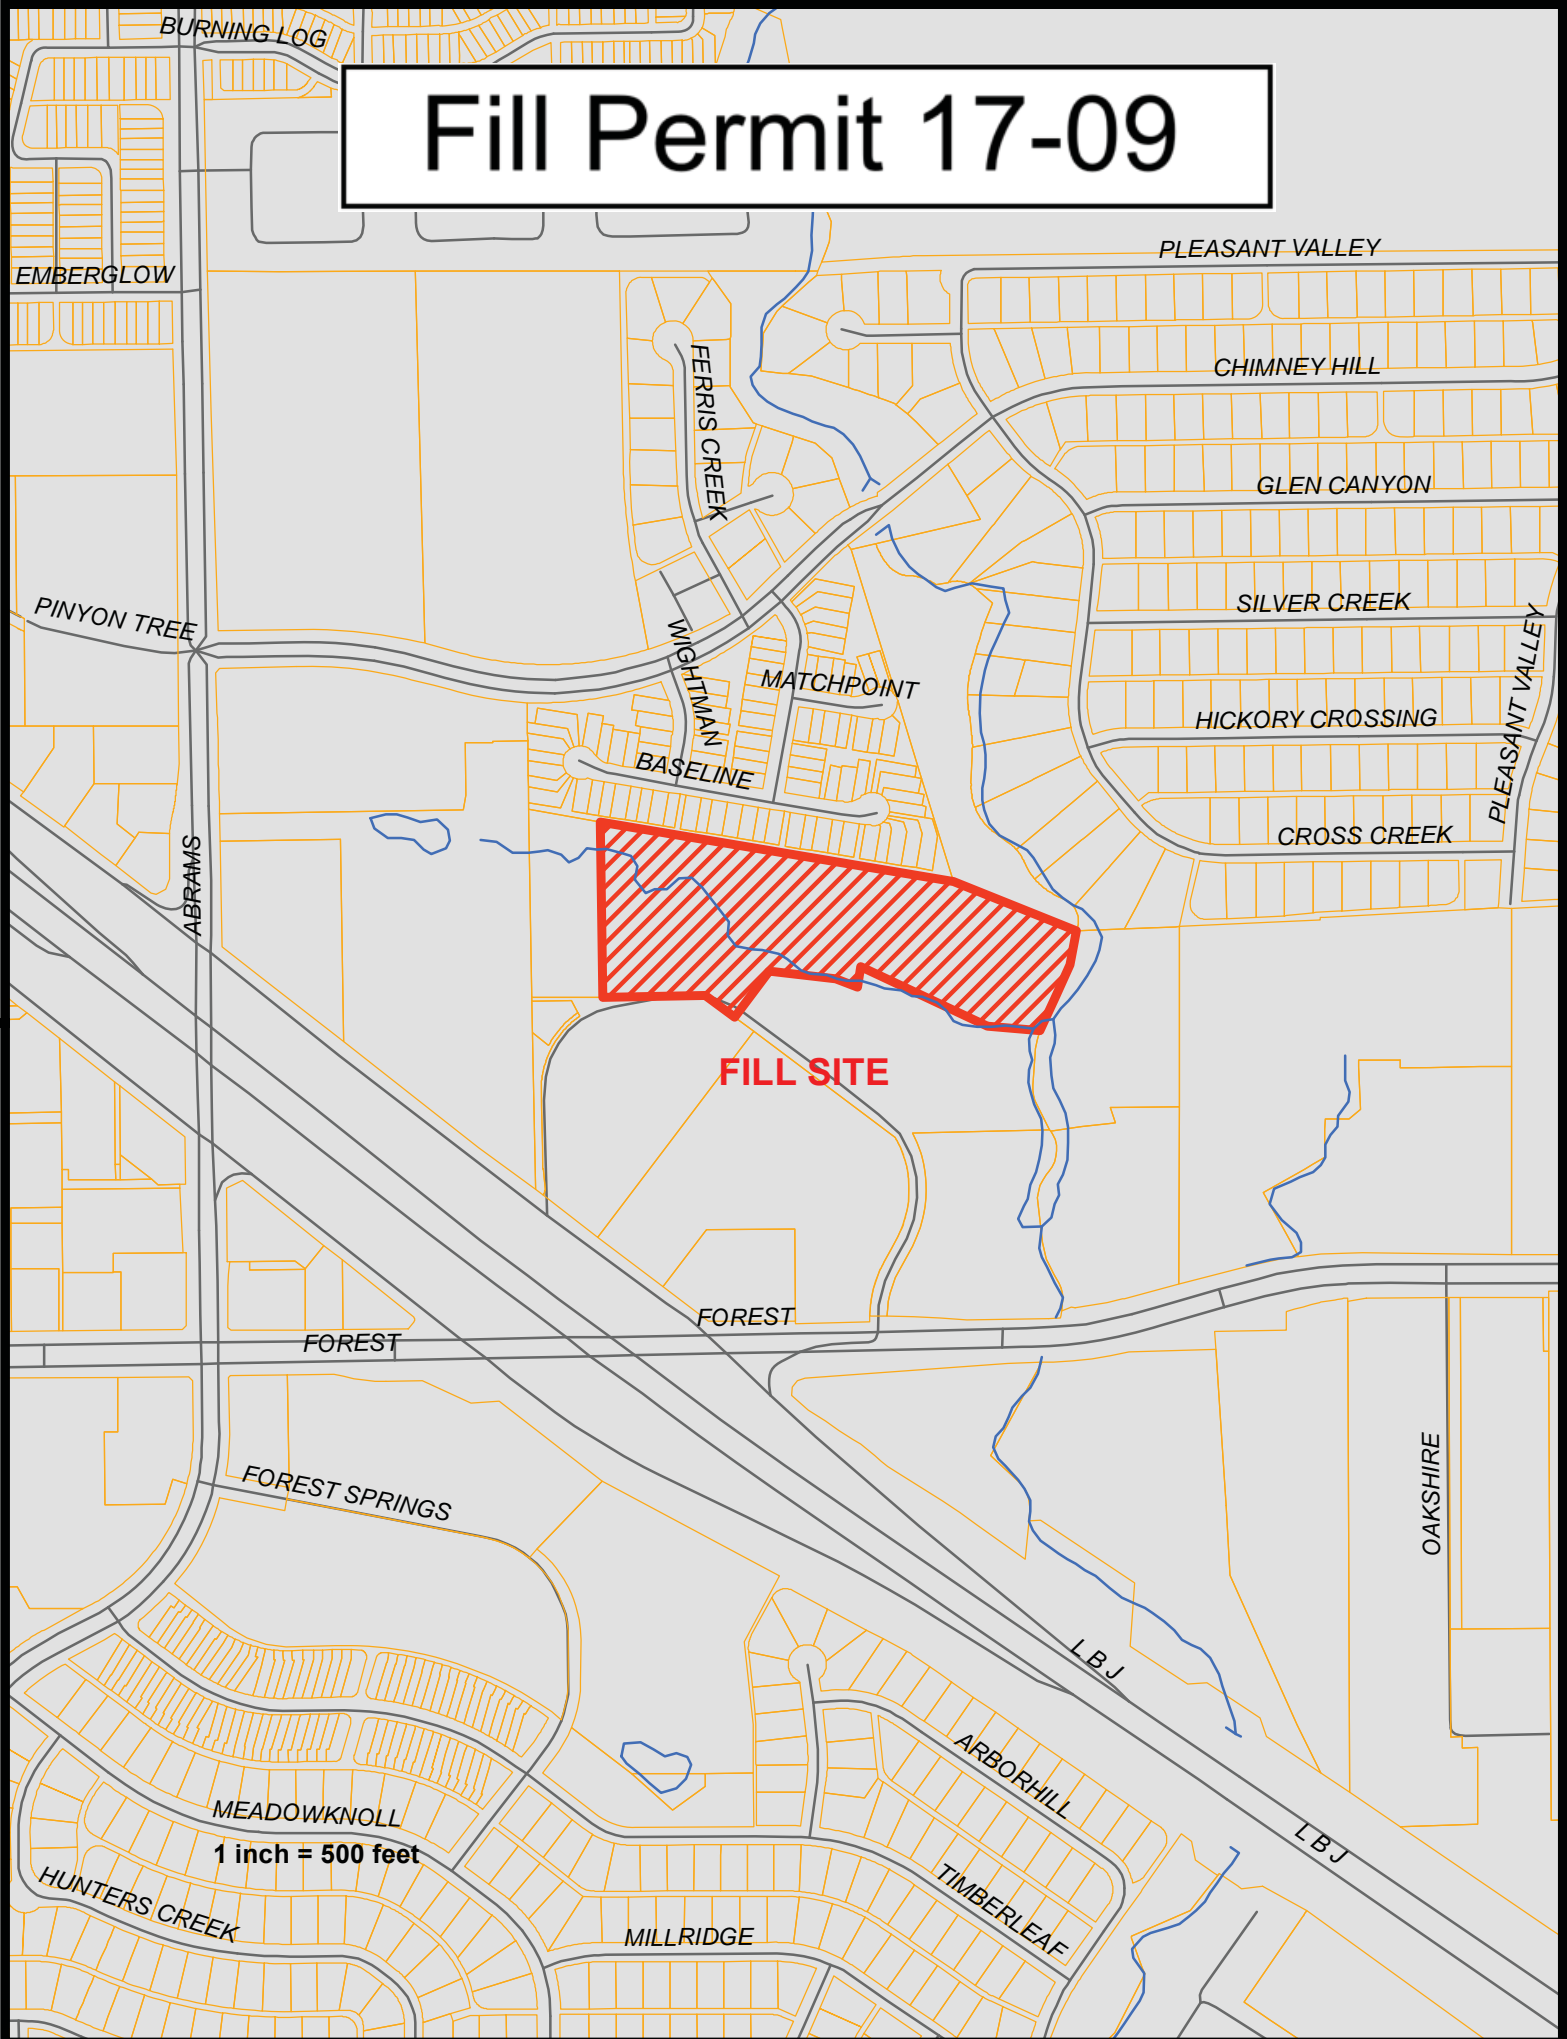 BURNING LOG
Fill Permit 17-09
PLEASANT VALLEY
EMBERGLOW
CHIMNEY HILL
FERRIS CREEK
GLEN CANYON
SILVER CREEK
PINYON TREE
PLEASANT VALLEY
WIGHTMAN
MATCHPOINT
HICKORY CROSSING
BASELINE
CROSS CREEK
ABRAMS
FILL SITE
FOREST
FOREST
OAKSHIRE
FOREST SPRINGS
LBJ
ARBORHILL
MEADOWKNOLL
LBJ
1 inch = 500 feet
HUNTERS CREEK
TIMBERLEAF
MILLRIDGE